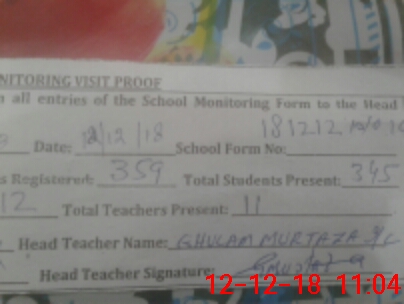 NITORING VISIT PROOF
all entries of the School Monitoring Form to the Head
Date: 12/12/18 School Form No: 181212
s Registered: 359 Total Students Present: 345
12 Total Teachers Present: 11
Head Teacher Name: GHULAM MURTAZA
Head Teacher Signature:
12-12-18 11:04